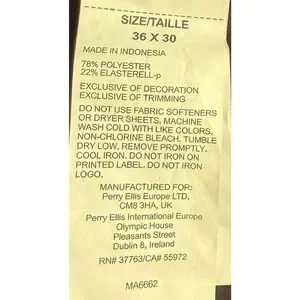 SIZE/TAILLE
36 X 30
MADE IN INDONESIA
78% POLYESTER
22% ELASTERELL-p
EXCLUSIVE OF DECORATION
EXCLUSIVE OF TRIMMING
DO NOT USE FABRIC SOFTENERS
OR DRYER SHEETS. MACHINE
WASH COLD WITH LIKE COLORS,
NON-CHLORINE BLEACH. TUMBLE
DRY LOW. REMOVE PROMPTLY.
COOL IRON. DO NOT IRON ON
PRINTED LABEL. DO NOT IRON
LOGO.
MANUFACTURED FOR:
Perry Ellis Europe LTD,
CM8 3HA, UK
Perry Ellis International Europe
Olympic House
Pleasants Street
Dublin 8, Ireland
RN# 37763/CA# 55972
MA6662